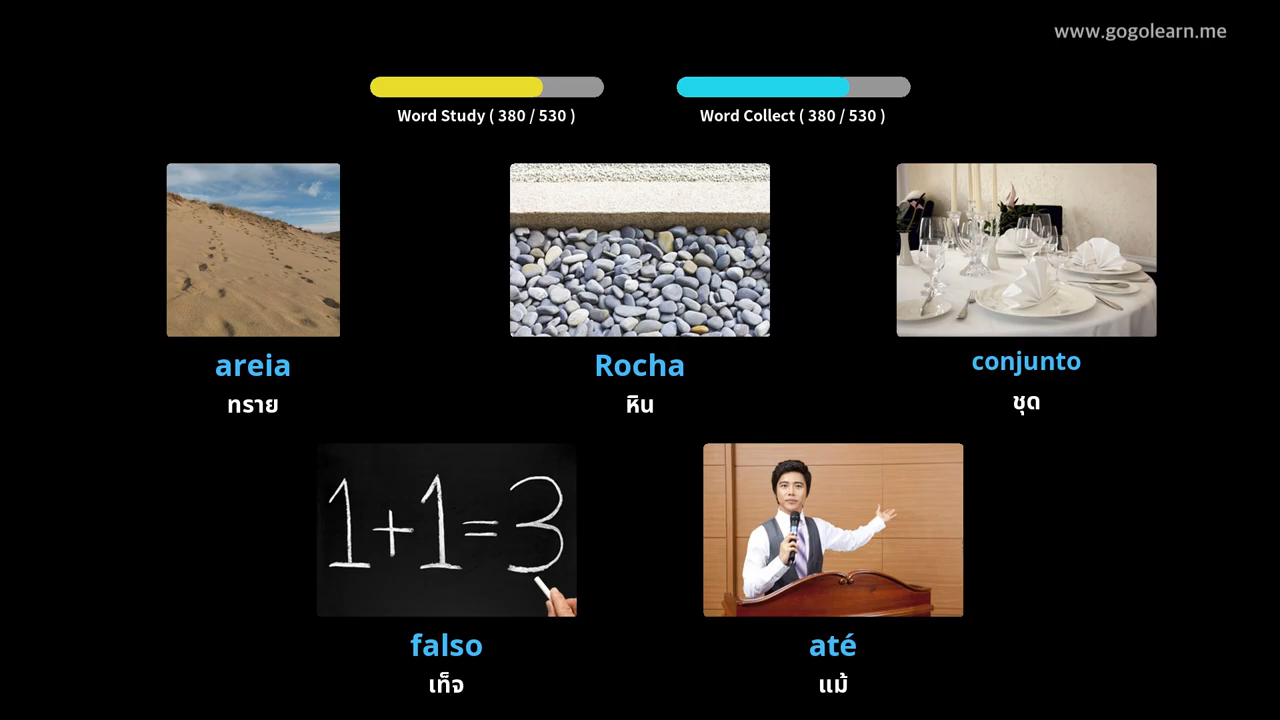 www.gogolearn.me
Word Study ( 380 / 530 )
Word Collect ( 380 / 530 )
areia
ทราย
Rocha
หิน
conjunto
ชุด
1+1=3
falso
เท็จ
até
แม้